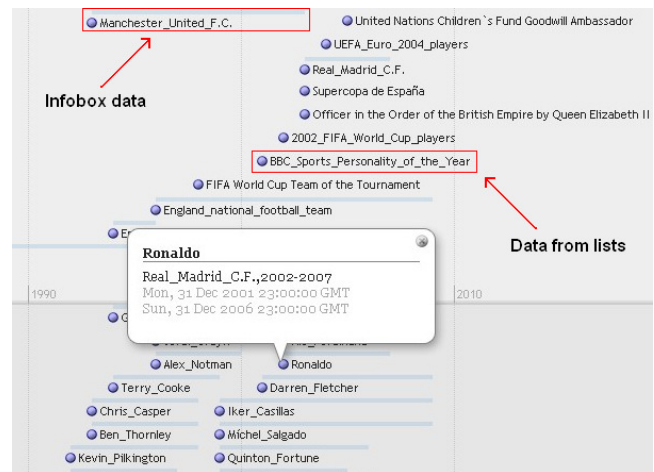 Manchester_United_F.C.
United Nations Children`s Fund Goodwill Ambassador
UEFA_Euro_2004_players
Real_Madrid_C.F.
Infobox data
Supercopa de España
Officer in the Order of the British Empire by Queen Elizabeth II
2002_FIFA_World_Cup_players
BBC_Sports_Personality_of_the_Year
FIFA World Cup Team of the Tournament
England_national_football_team
Data from lists
Ronaldo
Real_Madrid_C.F.,2002-2007
Mon, 31 Dec 2001 23:00:00 GMT
Sun, 31 Dec 2006 23:00:00 GMT
1990
2010
Alex_Notman
Ronaldo
Terry_Cooke
Darren_Fletcher
Chris_Casper
Iker_Casillas
Ben_Thornley
Míchel_Salgado
Kevin_Pilkington
Quinton_Fortune